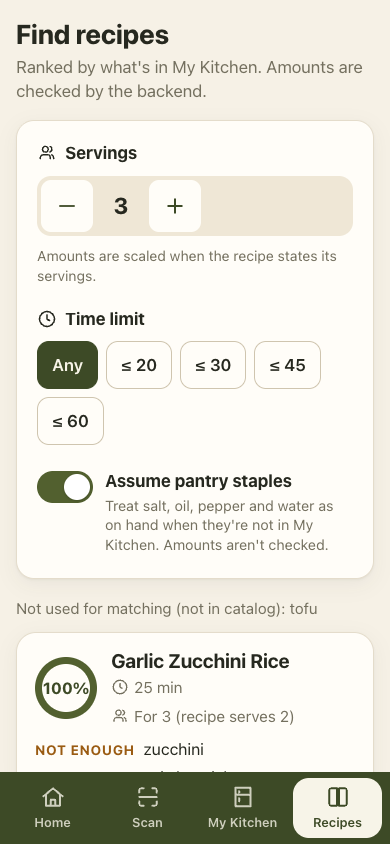 Find recipes
Ranked by what's in My Kitchen. Amounts are
checked by the backend.
Servings
3
Amounts are scaled when the recipe states its
servings.
Time limit
Any
≤ 20
≤ 30
≤ 45
≤ 60
Assume pantry staples
Treat salt, oil, pepper and water as
on hand when they're not in My
Kitchen. Amounts aren't checked.
Not used for matching (not in catalog): tofu
Garlic Zucchini Rice
100%
25 min
For 3 (recipe serves 2)
NOT ENOUGH zucchini
Home
Scan
My Kitchen
Recipes